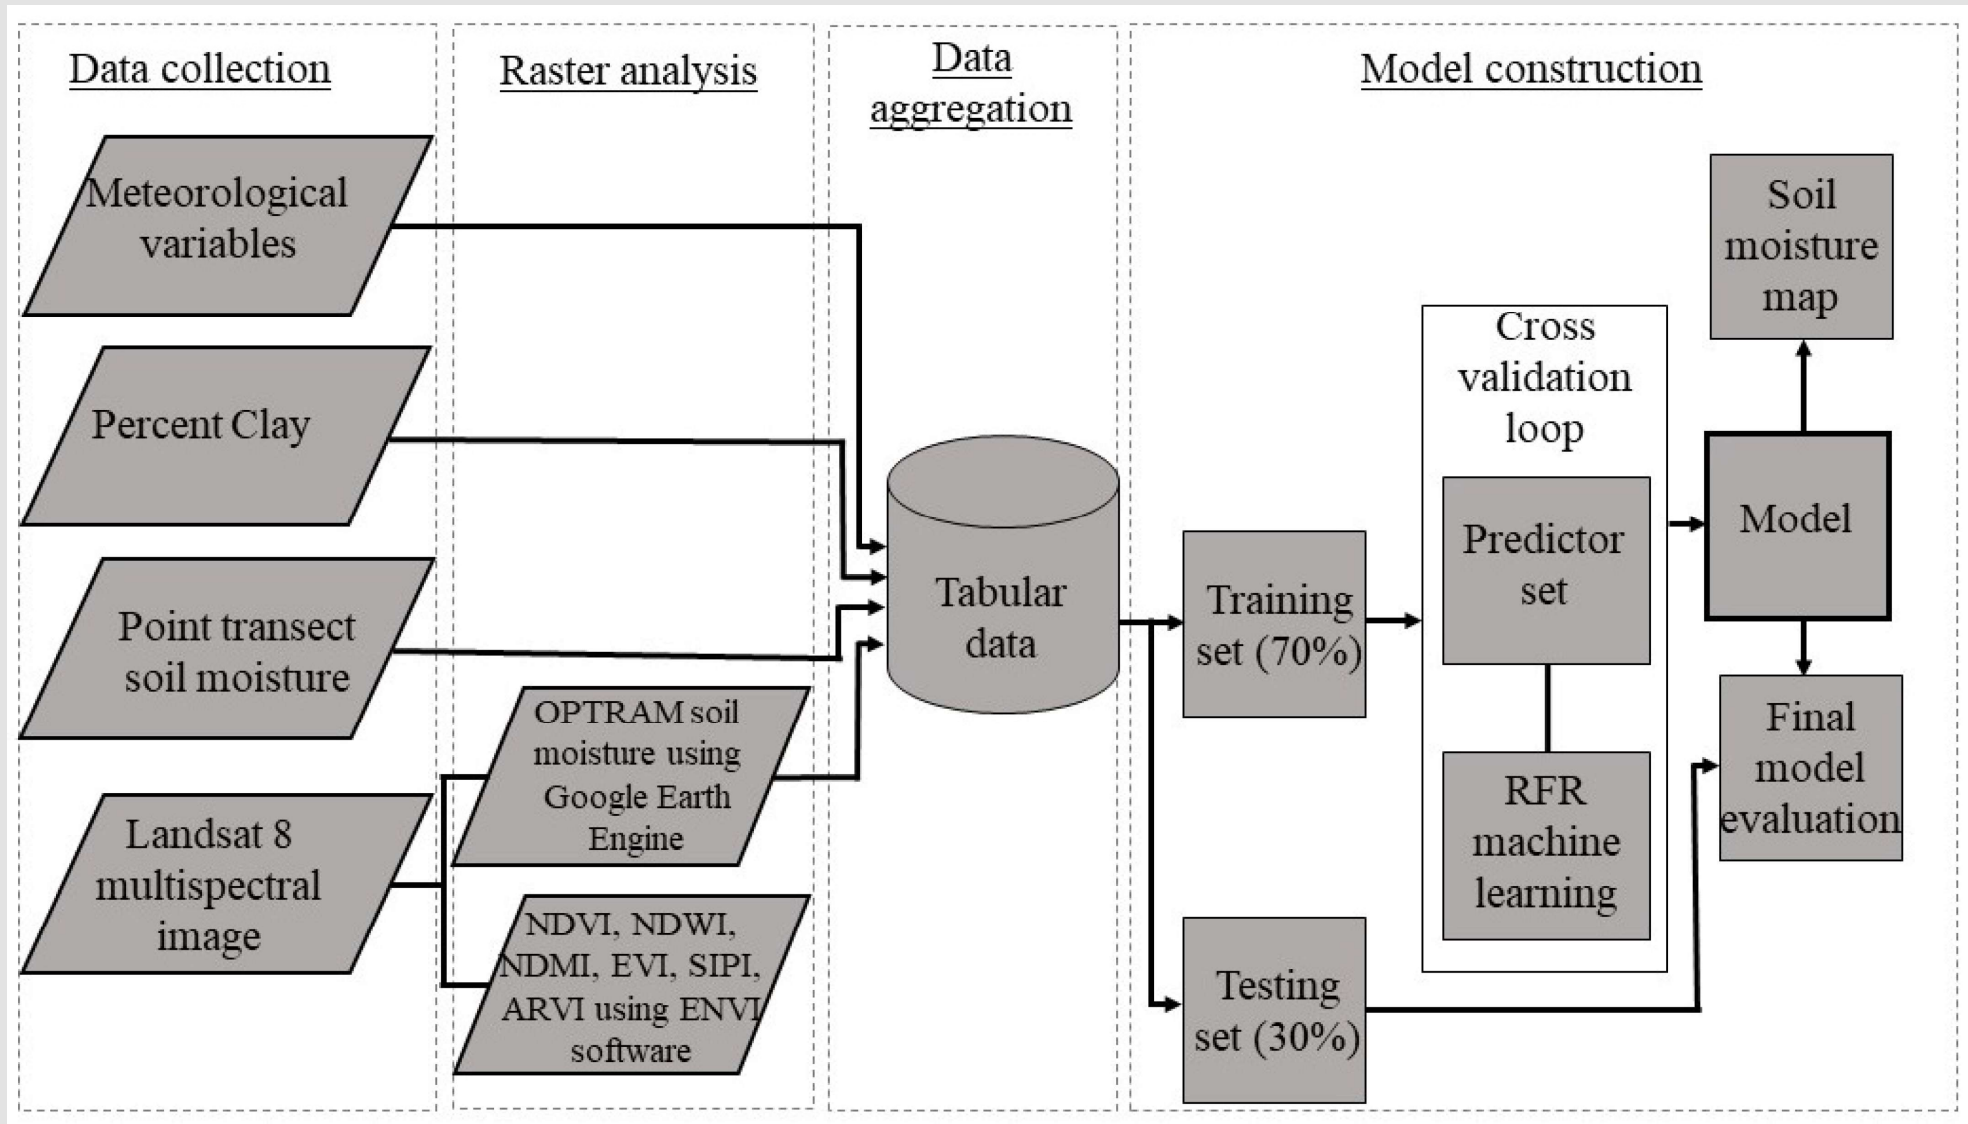 Data collection
Meteorological
variables
Percent Clay
Point transect
soil moisture
Landsat 8
multispectral
image
Raster analysis
OPTRAM soil
moisture using
Google Earth
Engine
NDVI, NDWI,
NDMI, EVI, SIPI,
ARVI using ENVI
software
Data
aggregation
Tabular
data
Model construction
Training
set (70%)
Testing
set (30%)
Cross
validation
loop
Predictor
set
RFR
machine
learning
Soil
moisture
map
Model
Final
model
evaluation